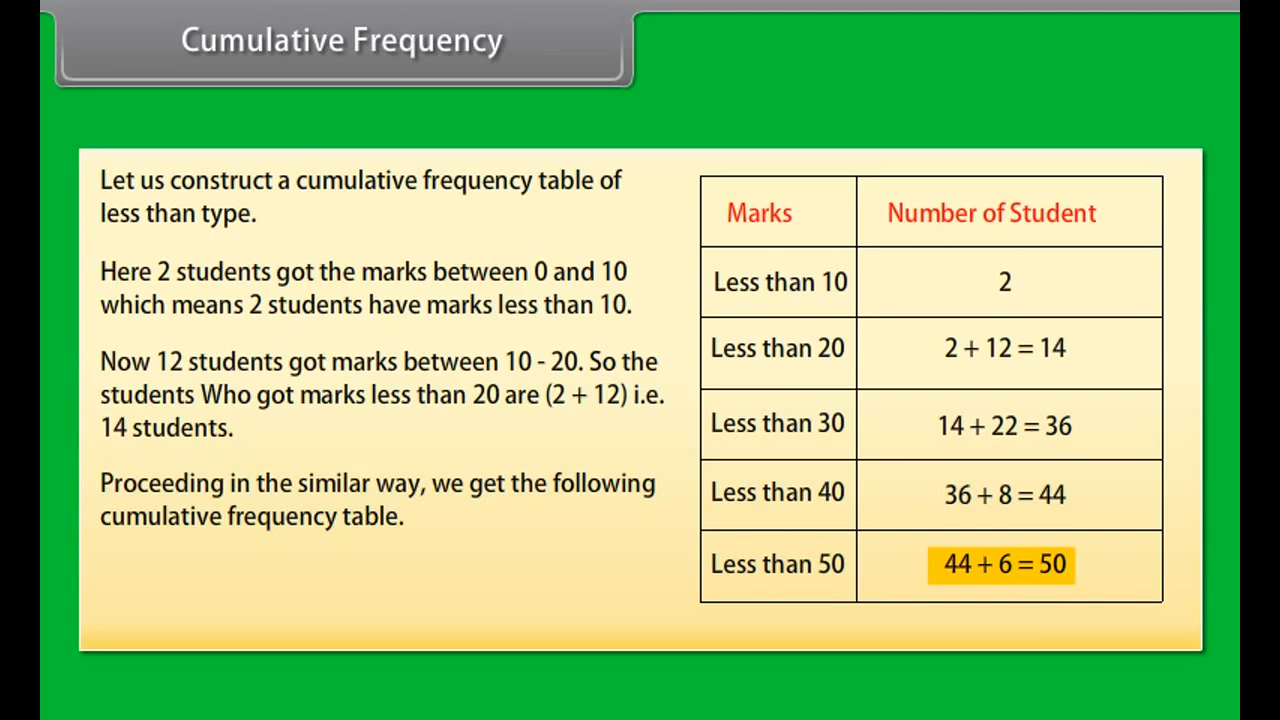 Cumulative Frequency
Let us construct a cumulative frequency table of
less than type.
Here 2 students got the marks between 0 and 10
which means 2 students have marks less than 10.
Now 12 students got marks between 10 - 20. So the
students Who got marks less than 20 are (2 + 12) i.e.
14 students.
Proceeding in the similar way, we get the following
cumulative frequency table.
Marks Number of Student
Less than 10 2
Less than 20 2 + 12 = 14
Less than 30 14 + 22 = 36
Less than 40 36 + 8 = 44
Less than 50 44 + 6 = 50